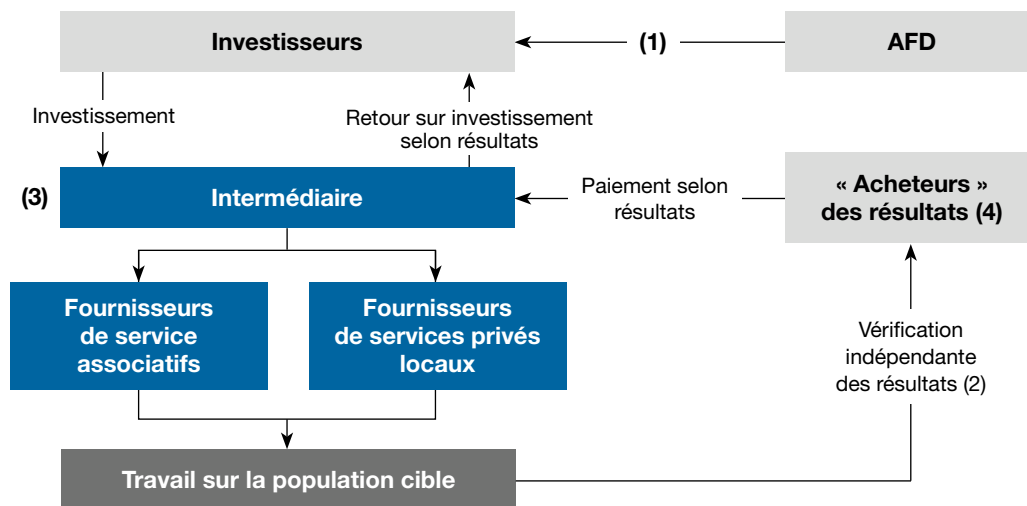 Investisseurs
(1)
AFD
Investissement
Retour sur investissement
selon résultats
(3)
Intermédiaire
Paiement selon
résultats
« Acheteurs »
des résultats (4)
Fournisseurs
de service
associatifs
Fournisseurs
de services privés
locaux
Vérification
indépendante
des résultats (2)
Travail sur la population cible